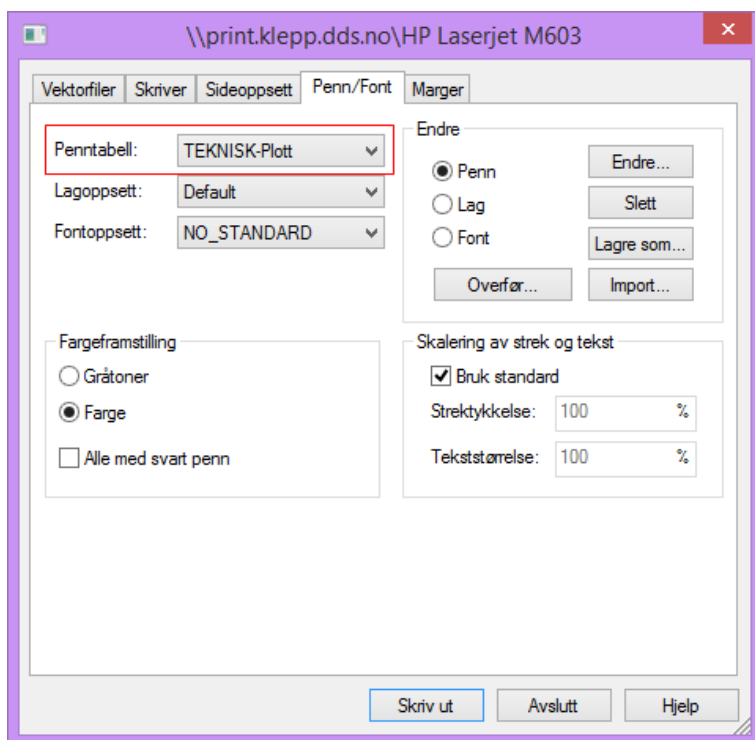 \\print.klepp.dds.no\HP Laserjet M603
Vektorfiler Skriver Sideoppsett Penn/Font Marger
Penntabell: TEKNISK-Plott
Lagoppsett: Default
Fontoppsett: NO_STANDARD
Endre
Penn
Lag
Font
Endre...
Slett
Lagre som...
Overfør... Import...
Fargeframstilling
Gråtoner
Farge
Alle med svart penn
Skalering av strek og tekst
Bruk standard
Strektykkelse: 100 %
Tekststørrelse: 100 %
Skriv ut Avslutt Hjelp